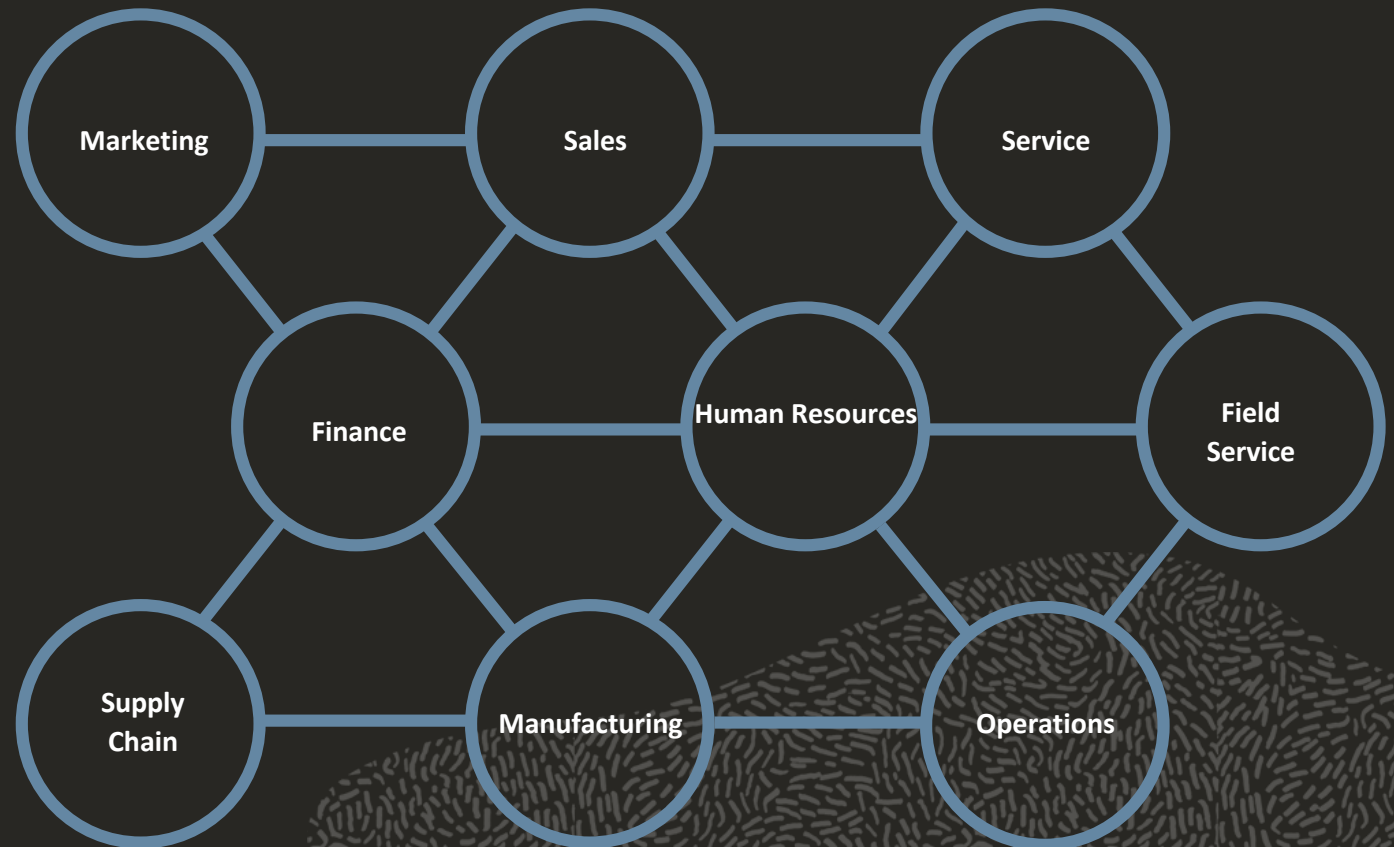 Marketing
Sales
Service
Finance
Human Resources
Field
Service
Supply
Chain
Manufacturing
Operations